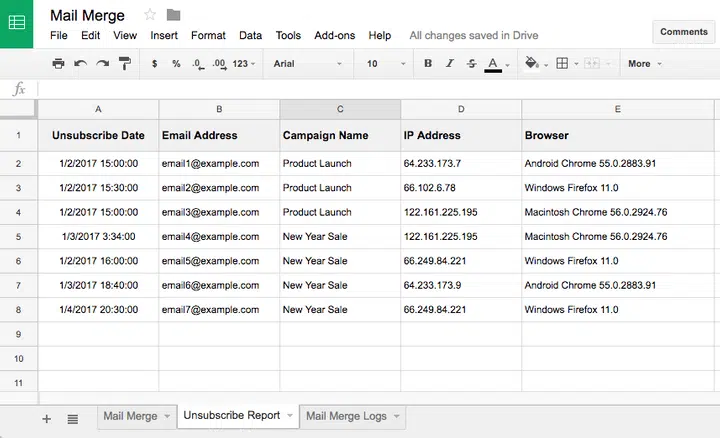 Mail Merge
File Edit View Insert Format Data Tools Add-ons Help All changes saved in Drive
Comments
$ % .0 .00 123 Arial 10 B I S A More
fx
A B C D E
1 Unsubscribe Date Email Address Campaign Name IP Address Browser
2 1/2/2017 15:00:00 email1@example.com Product Launch 64.233.173.7 Android Chrome 55.0.2883.91
3 1/2/2017 15:30:00 email2@example.com Product Launch 66.102.6.78 Windows Firefox 11.0
4 1/2/2017 15:00:00 email3@example.com Product Launch 122.161.225.195 Macintosh Chrome 56.0.2924.76
5 1/3/2017 3:34:00 email4@example.com New Year Sale 122.161.225.195 Macintosh Chrome 56.0.2924.76
6 1/2/2017 16:00:00 email5@example.com New Year Sale 66.249.84.221 Windows Firefox 11.0
7 1/3/2017 18:40:00 email6@example.com New Year Sale 64.233.173.9 Android Chrome 55.0.2883.91
8 1/4/2017 20:30:00 email7@example.com New Year Sale 66.249.84.221 Windows Firefox 11.0
9
10
11
+ Mail Merge Unsubscribe Report Mail Merge Logs